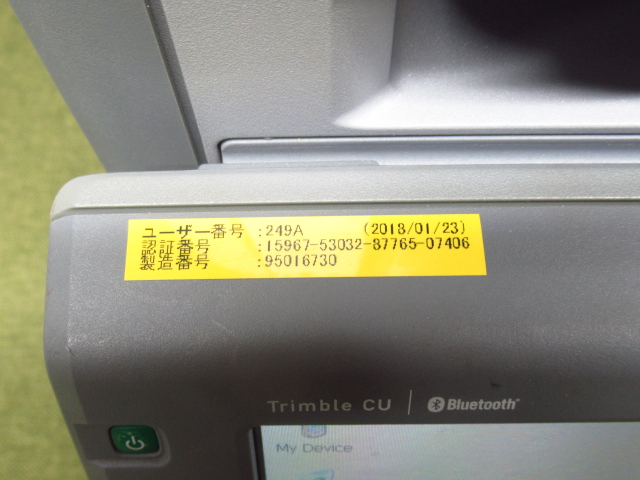 ユーザー番号 :249A (2018/01/23)
認証番号 :15967-53032-87765-07406
製造番号 :95016730
Trimble CU | Bluetooth
My Device